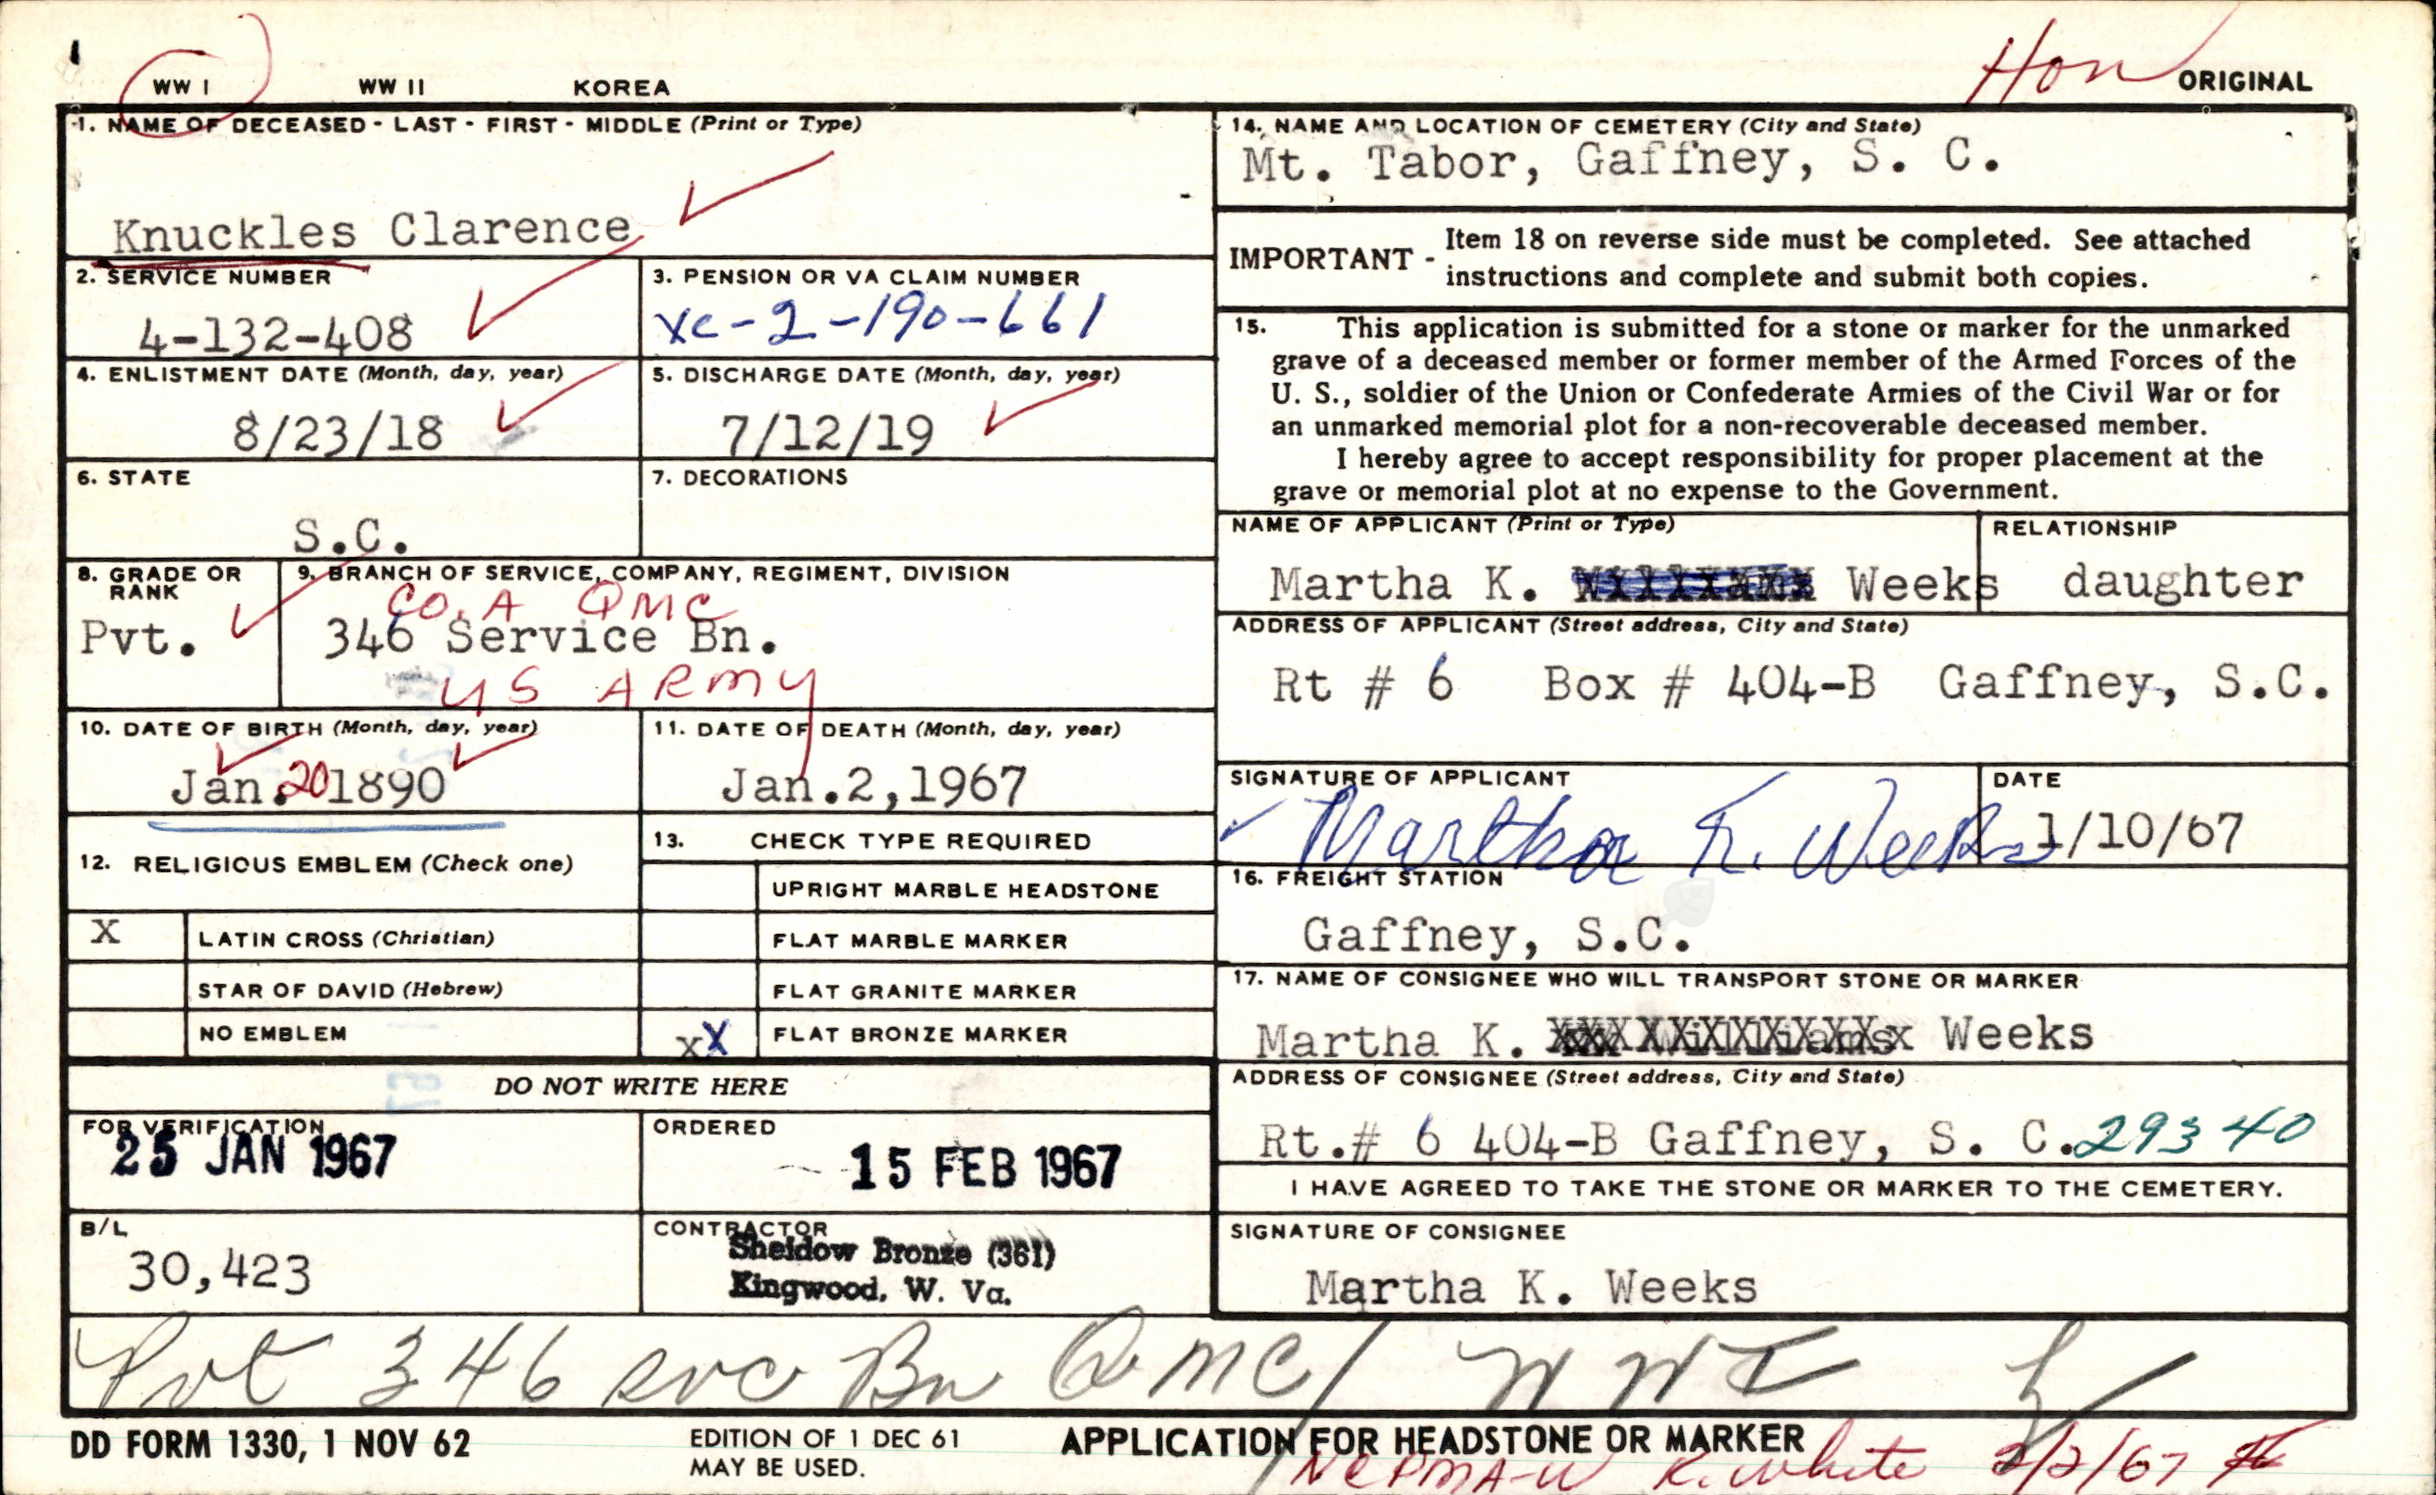 WW I WW II KOREA
Hon ORIGINAL
1. NAME OF DECEASED - LAST - FIRST - MIDDLE (Print or Type)
Knuckles Clarence
2. SERVICE NUMBER
4-132-408
3. PENSION OR VA CLAIM NUMBER
XC-2-190-661
4. ENLISTMENT DATE (Month, day, year)
8/23/18
5. DISCHARGE DATE (Month, day, year)
7/12/19
6. STATE
S.C.
7. DECORATIONS
8. GRADE OR RANK
Pvt.
9. BRANCH OF SERVICE, COMPANY, REGIMENT, DIVISION
CO. A QMC
346 Service Bn.
US ARMY
10. DATE OF BIRTH (Month, day, year)
Jan. 20 1890
11. DATE OF DEATH (Month, day, year)
Jan.2,1967
12. RELIGIOUS EMBLEM (Check one)
X LATIN CROSS (Christian)
STAR OF DAVID (Hebrew)
NO EMBLEM
13. CHECK TYPE REQUIRED
UPRIGHT MARBLE HEADSTONE
FLAT MARBLE MARKER
FLAT GRANITE MARKER
xX FLAT BRONZE MARKER
DO NOT WRITE HERE
FOR VERIFICATION
25 JAN 1967
ORDERED
15 FEB 1967
B/L
30,423
CONTRACTOR
Sheidow Bronze (361)
Kingwood, W. Va.
14. NAME AND LOCATION OF CEMETERY (City and State)
Mt. Tabor, Gaffney, S. C.
IMPORTANT - Item 18 on reverse side must be completed. See attached
instructions and complete and submit both copies.
15. This application is submitted for a stone or marker for the unmarked
grave of a deceased member or former member of the Armed Forces of the
U. S., soldier of the Union or Confederate Armies of the Civil War or for
an unmarked memorial plot for a non-recoverable deceased member.
I hereby agree to accept responsibility for proper placement at the
grave or memorial plot at no expense to the Government.
NAME OF APPLICANT (Print or Type)
Martha K. Williams Weeks
RELATIONSHIP
daughter
ADDRESS OF APPLICANT (Street address, City and State)
Rt # 6 Box # 404-B Gaffney, S.C.
SIGNATURE OF APPLICANT
Martha K. Weeks
DATE
1/10/67
16. FREIGHT STATION
Gaffney, S.C.
17. NAME OF CONSIGNEE WHO WILL TRANSPORT STONE OR MARKER
Martha K. Williams Weeks
ADDRESS OF CONSIGNEE (Street address, City and State)
Rt.# 6 404-B Gaffney, S. C. 29340
I HAVE AGREED TO TAKE THE STONE OR MARKER TO THE CEMETERY.
SIGNATURE OF CONSIGNEE
Martha K. Weeks
Pvt 346 svc Bn QMC / WWI
DD FORM 1330, 1 NOV 62
EDITION OF 1 DEC 61
MAY BE USED.
APPLICATION FOR HEADSTONE OR MARKER
NCPMA-W K. White 2/2/67